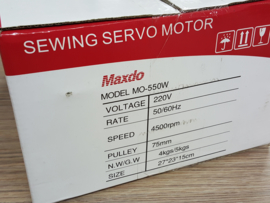 SEWING SERVO MOTOR
Maxdo
MODEL MO-550W
VOLTAGE 220V
RATE 50/60Hz
SPEED 4500rpm
PULLEY 75mm
N.W/G.W 4kgs/5kgs
SIZE 27*23*15cm